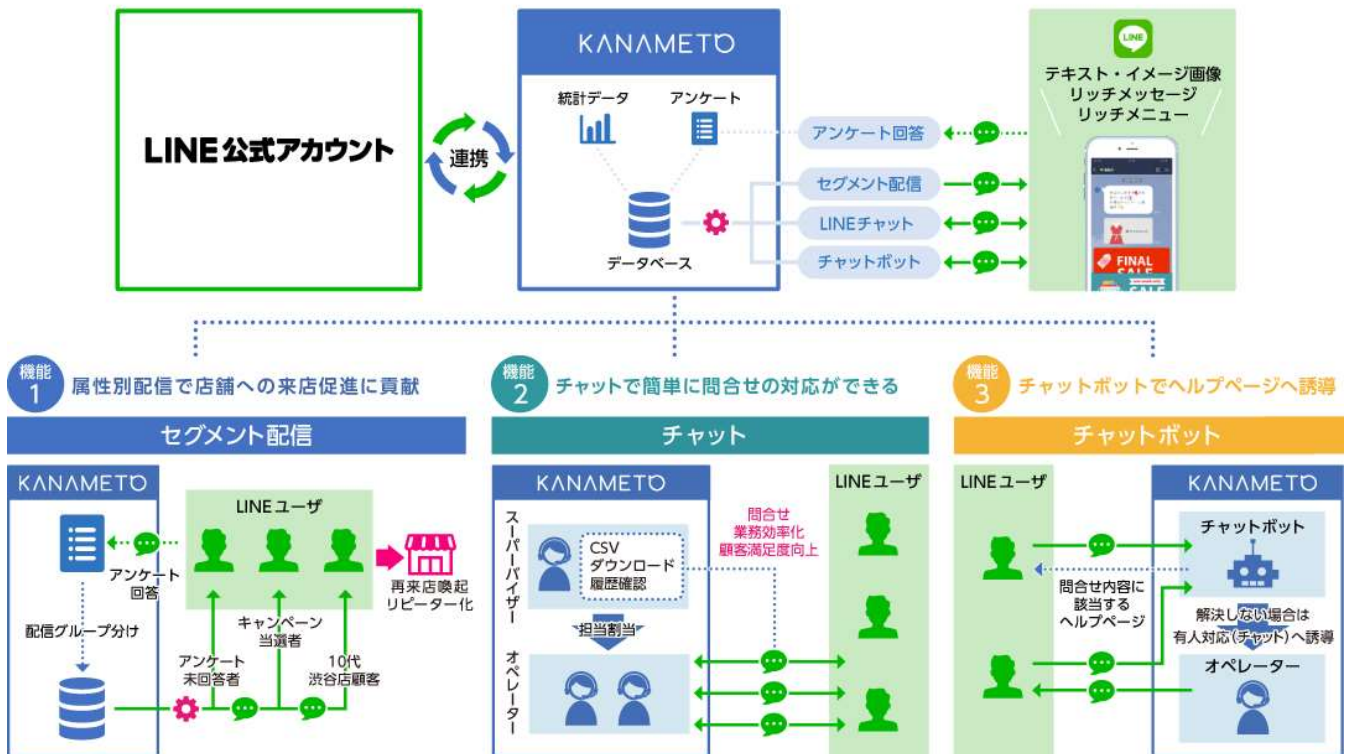 LINE公式アカウント
連携
KANAMETO
統計データ
アンケート
データベース
アンケート回答
セグメント配信
LINEチャット
チャットボット
LINE
テキスト・イメージ画像
リッチメッセージ
リッチメニュー
FINAL
SALE
SALE
機能
1
属性別配信で店舗への来店促進に貢献
セグメント配信
KANAMETO
LINEユーザ
アンケート
回答
配信グループ分け
アンケート
未回答者
キャンペーン
当選者
10代
渋谷店顧客
再来店喚起
リピーター化
機能
2
チャットで簡単に問合せの対応ができる
チャット
KANAMETO
スーパーバイザー
CSV
ダウンロード
履歴確認
担当割当
オペレーター
問合せ
業務効率化
顧客満足度向上
LINEユーザ
機能
3
チャットボットでヘルプページへ誘導
チャットボット
LINEユーザ
KANAMETO
チャットボット
問合せ内容に
該当する
ヘルプページ
解決しない場合は
有人対応(チャット)へ誘導
オペレーター